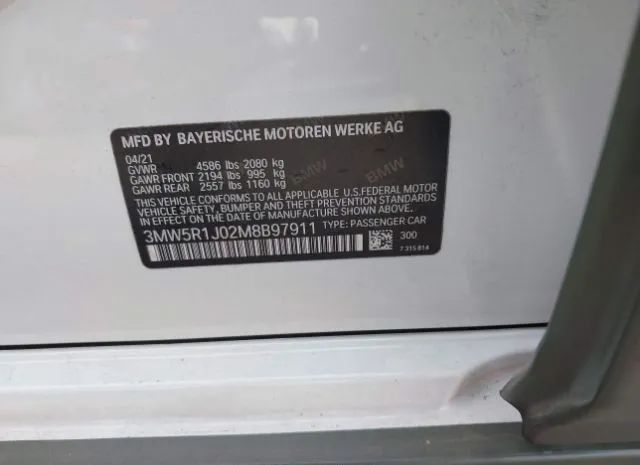 MFD BY BAYERISCHE MOTOREN WERKE AG
04/21
GVWR 4586 lbs 2080 kg
GAWR FRONT 2194 lbs 995 kg
GAWR REAR 2557 lbs 1160 kg
THIS VEHICLE CONFORMS TO ALL APPLICABLE U.S.FEDERAL MOTOR
VEHICLE SAFETY, BUMPER AND THEFT PREVENTION STANDARDS
IN EFFECT ON THE DATE OF MANUFACTURE SHOWN ABOVE.
3MW5R1J02M8B97911 TYPE: PASSENGER CAR
300
7 315 814
BMW
BMW